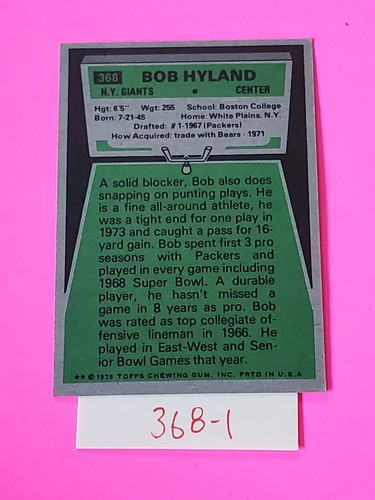 368 BOB HYLAND
N.Y. GIANTS • CENTER
Hgt: 6'5" Wgt: 255 School: Boston College
Born: 7-21-45 Home: White Plains, N.Y.
Drafted: #1-1967 (Packers)
How Acquired: trade with Bears - 1971
A solid blocker, Bob also does
snapping on punting plays. He
is a fine all-around athlete, he
was a tight end for one play in
1973 and caught a pass for 16-
yard gain. Bob spent first 3 pro
seasons with Packers and
played in every game including
1968 Super Bowl. A durable
player, he hasn't missed a
game in 8 years as pro. Bob
was rated as top collegiate of-
fensive lineman in 1966. He
played in East-West and Sen-
ior Bowl Games that year.
★★ © 1975 TOPPS CHEWING GUM, INC. PRTD IN U.S.A
368-1